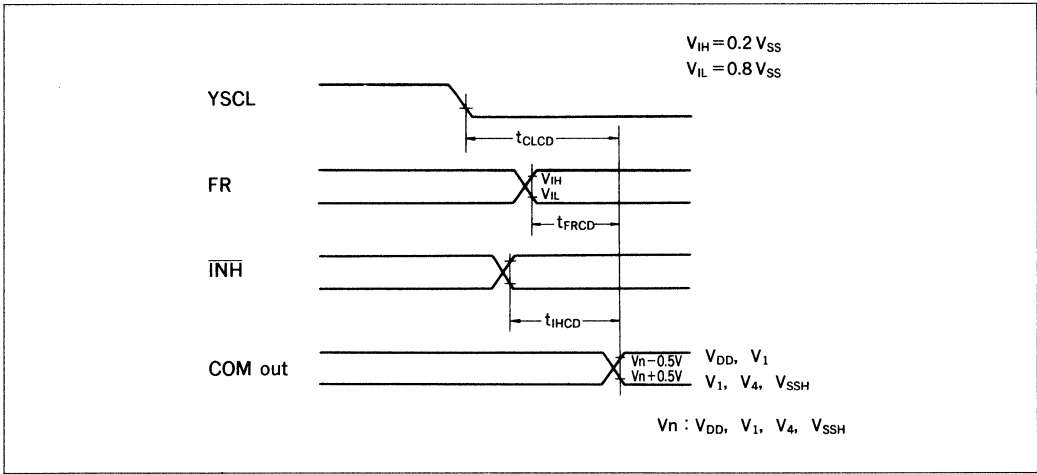 V_IH=0.2 V_SS
V_IL=0.8 V_SS
YSCL
t_CLCD
FR
V_IH
V_IL
t_FRCD
INH
t_IHCD
COM out
Vn−0.5V
Vn+0.5V
V_DD, V_1
V_1, V_4, V_SSH
Vn : V_DD, V_1, V_4, V_SSH